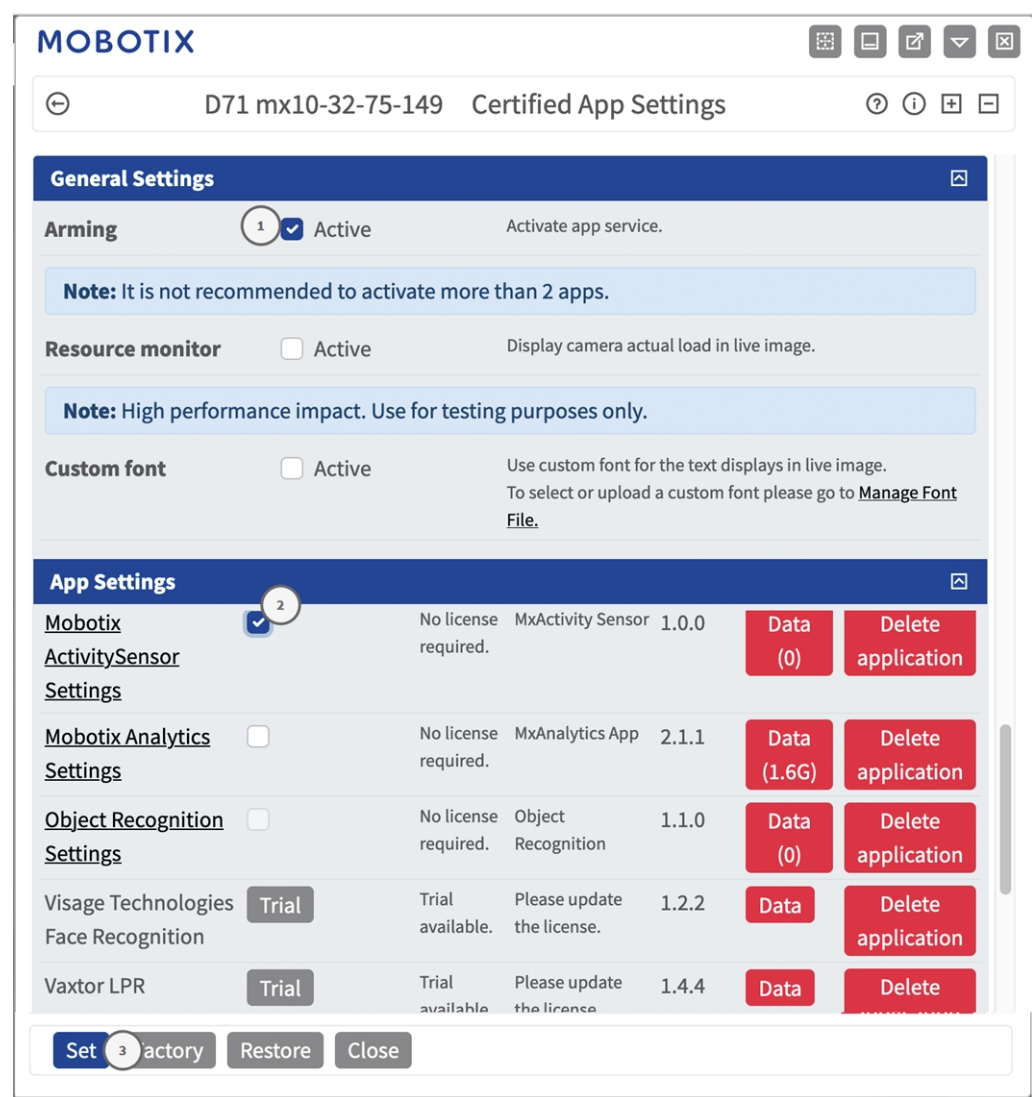 MOBOTIX
D71 mx10-32-75-149 Certified App Settings
General Settings
Arming 1 Active Activate app service.
Note: It is not recommended to activate more than 2 apps.
Resource monitor Active Display camera actual load in live image.
Note: High performance impact. Use for testing purposes only.
Custom font Active Use custom font for the text displays in live image.
To select or upload a custom font please go to Manage Font
File.
App Settings
2
Mobotix No license MxActivity Sensor 1.0.0 Data Delete
ActivitySensor required. (0) application
Settings
Mobotix Analytics No license MxAnalytics App 2.1.1 Data Delete
Settings required. (1.6G) application
Object Recognition No license Object 1.1.0 Data Delete
Settings required. Recognition (0) application
Visage Technologies Trial Trial Please update 1.2.2 Data Delete
Face Recognition available. the license. application
Vaxtor LPR Trial Trial Please update 1.4.4 Data Delete
available the license
Set 3 actory Restore Close